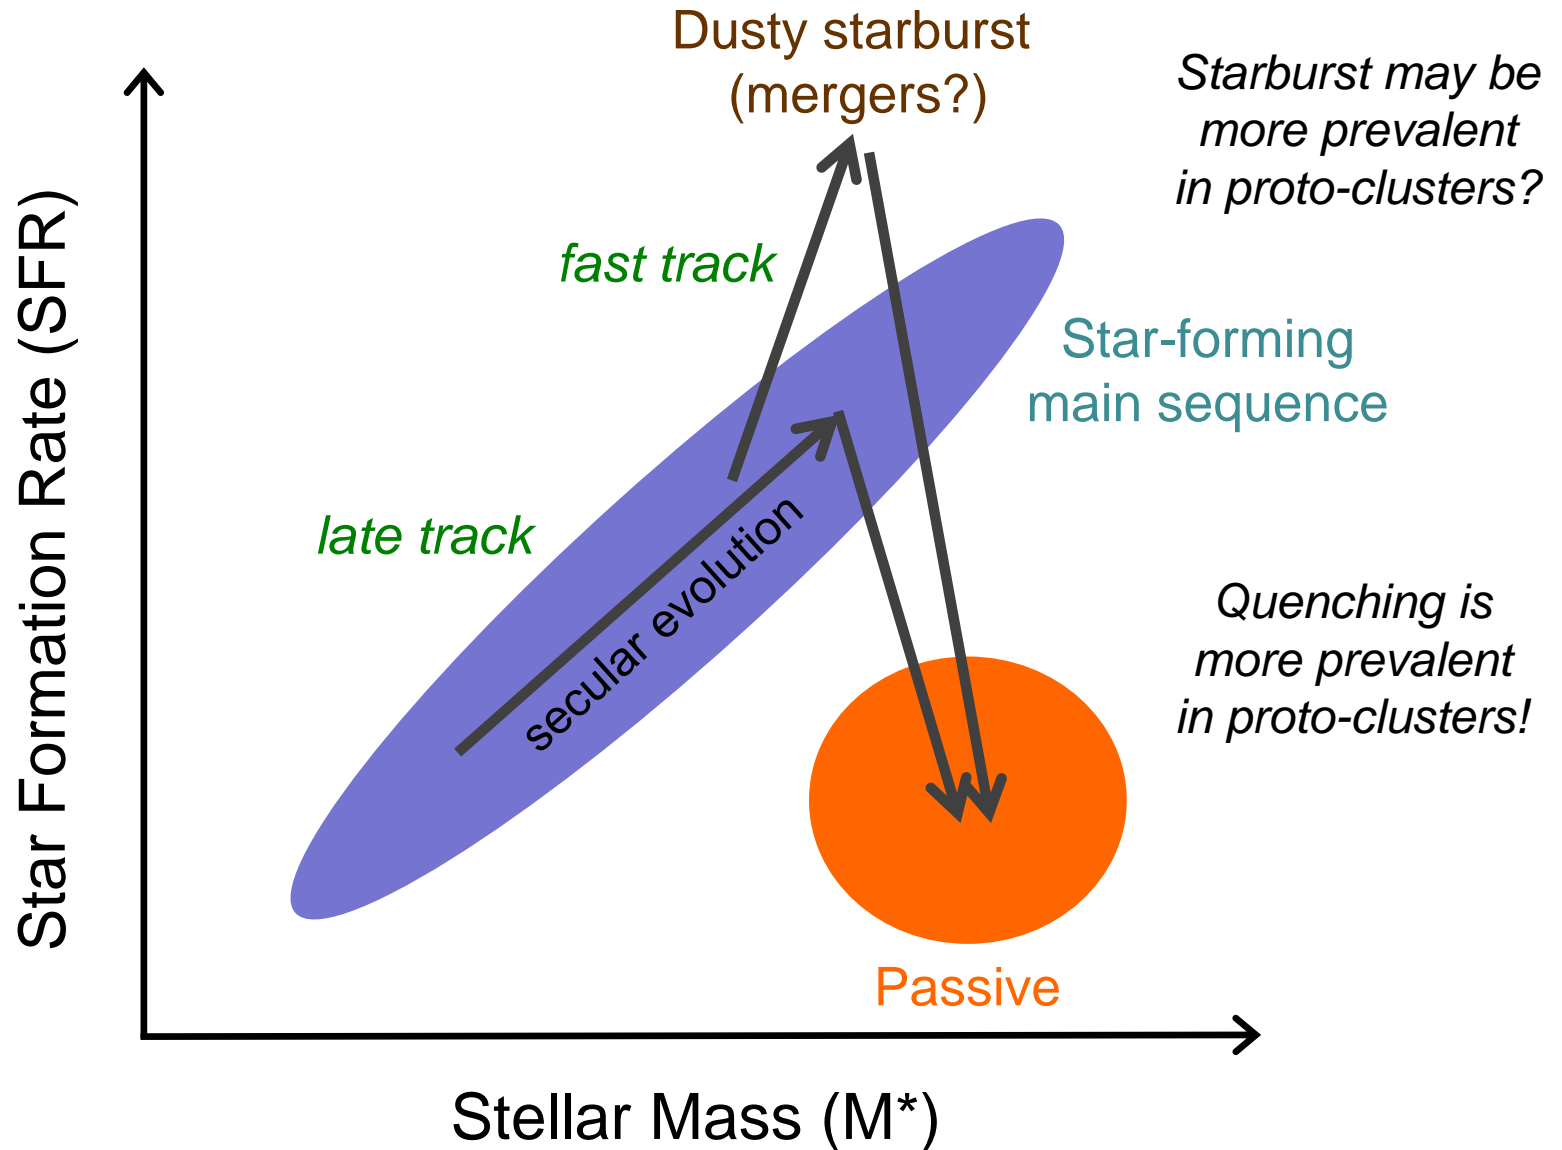 Dusty starburst
(mergers?)
Starburst may be
more prevalent
in proto-clusters?
fast track
Star-forming
main sequence
late track
secular evolution
Quenching is
more prevalent
in proto-clusters!
Passive
Star Formation Rate (SFR)
Stellar Mass (M*)